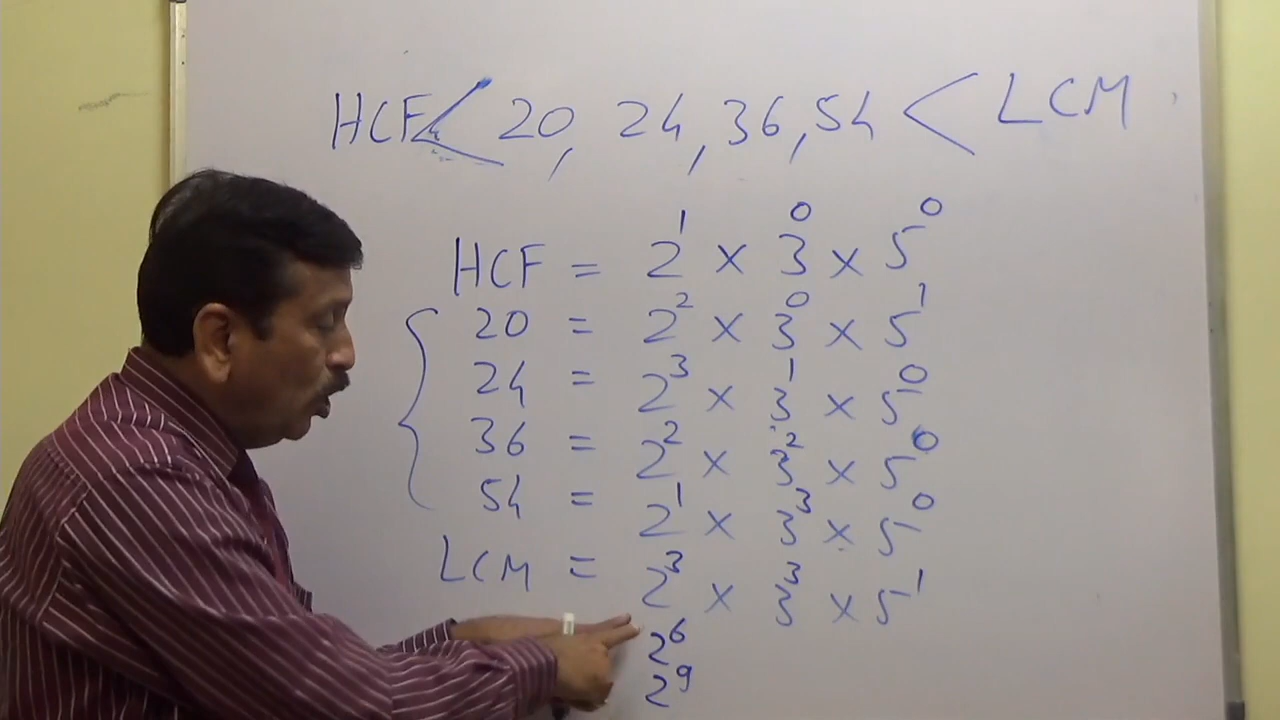 HCF < 20, 24, 36, 54 < LCM
HCF = 2¹ × 3⁰ × 5⁰
20 = 2² × 3⁰ × 5¹
24 = 2³ × 3¹ × 5⁰
36 = 2² × 3² × 5⁰
54 = 2¹ × 3³ × 5⁰
LCM = 2³ × 3³ × 5¹
2⁶
2⁹